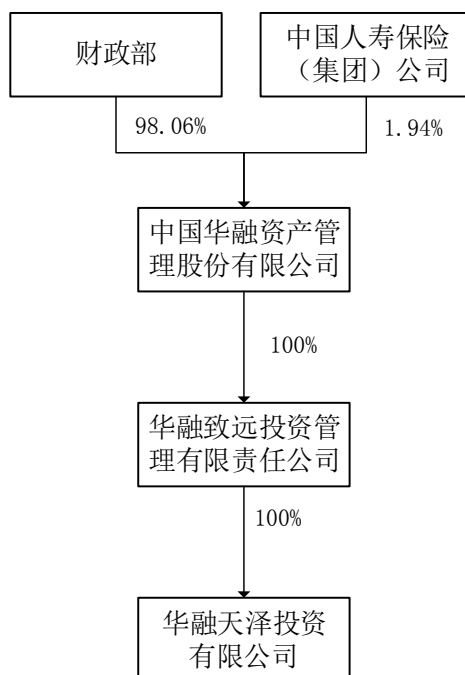 财政部
中国人寿保险
（集团）公司
98.06%
1.94%
中国华融资产管
理股份有限公司
100%
华融致远投资管
理有限责任公司
100%
华融天泽投资
有限公司